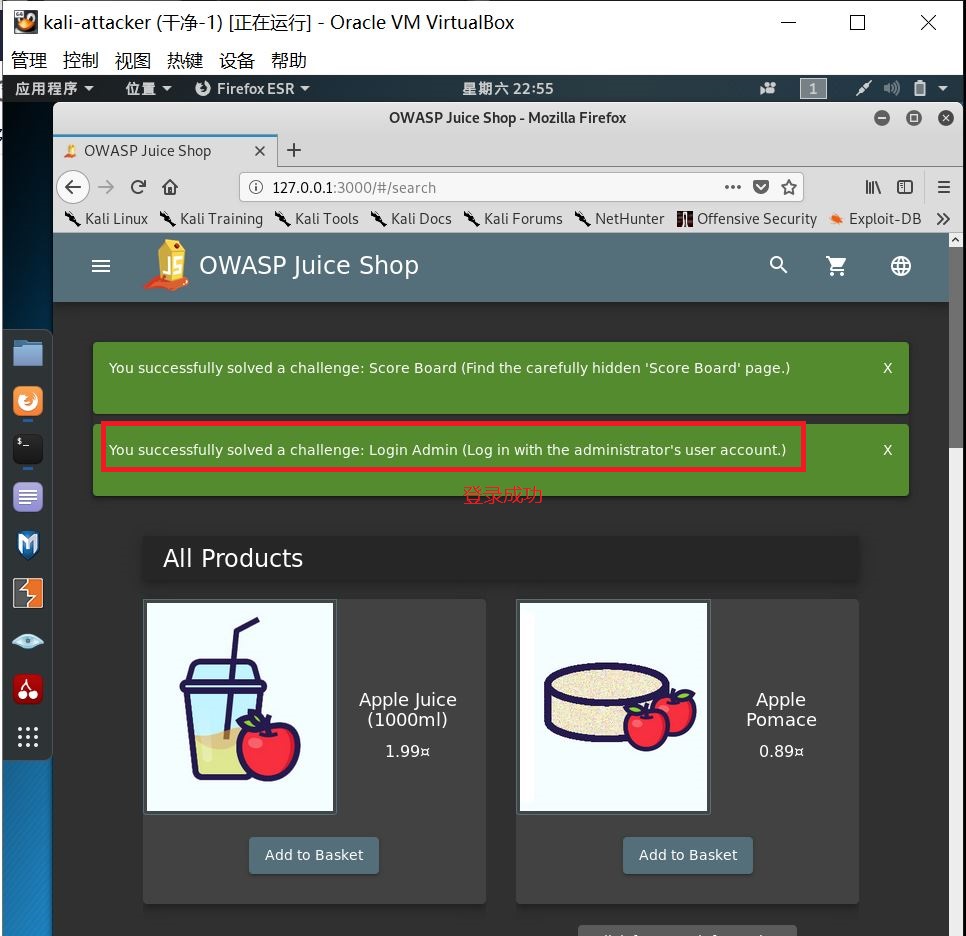 kali-attacker (干净-1) [正在运行] - Oracle VM VirtualBox
管理 控制 视图 热键 设备 帮助
应用程序 位置 Firefox ESR 星期六 22:55 1
OWASP Juice Shop - Mozilla Firefox
OWASP Juice Shop
127.0.0.1:3000/#/search
Kali Linux Kali Training Kali Tools Kali Docs Kali Forums NetHunter Offensive Security Exploit-DB
JS OWASP Juice Shop
You successfully solved a challenge: Score Board (Find the carefully hidden 'Score Board' page.) X
You successfully solved a challenge: Login Admin (Log in with the administrator's user account.) X
登录成功
All Products
Apple Juice
(1000ml)
1.99¤
Apple
Pomace
0.89¤
Add to Basket
Add to Basket